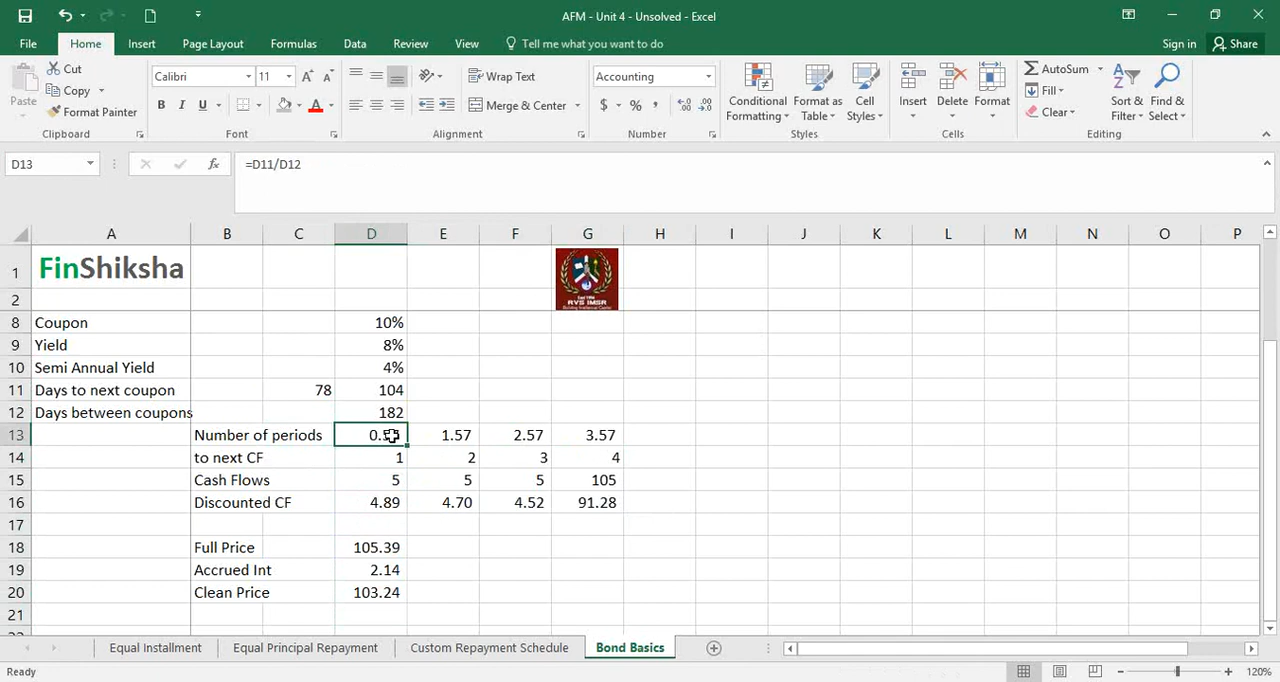 AFM - Unit 4 - Unsolved - Excel
File Home Insert Page Layout Formulas Data Review View Tell me what you want to do Sign in Share
Paste Cut Copy Format Painter Clipboard
Calibri 11 B I U A Font
Wrap Text Merge & Center Alignment
Accounting $ % , Number
Conditional Formatting Format as Table Cell Styles Styles
Insert Delete Format Cells
AutoSum Fill Clear Sort & Filter Find & Select Editing
D13 fx =D11/D12
A B C D E F G H I J K L M N O P
1 FinShiksha RVS IMSR
2
8 Coupon 10%
9 Yield 8%
10 Semi Annual Yield 4%
11 Days to next coupon 78 104
12 Days between coupons 182
13 Number of periods 1.57 2.57 3.57
14 to next CF 1 2 3 4
15 Cash Flows 5 5 5 105
16 Discounted CF 4.89 4.70 4.52 91.28
17
18 Full Price 105.39
19 Accrued Int 2.14
20 Clean Price 103.24
21
Equal Installment Equal Principal Repayment Custom Repayment Schedule Bond Basics
Ready 120%